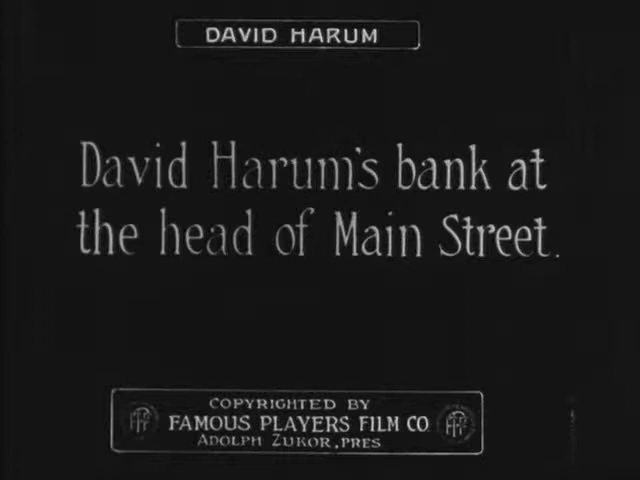 DAVID HARUM
David Harum's bank at
the head of Main Street.
COPYRIGHTED BY
FAMOUS PLAYERS FILM CO.
ADOLPH ZUKOR, PRES